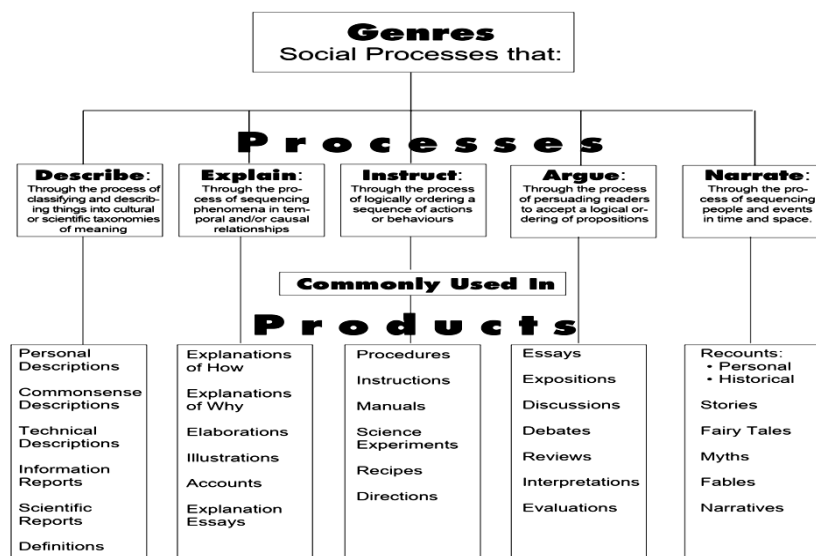 Genres
Social Processes that:
Processes
Describe:
Through the process of
classifying and describ-
ing things into cultural
or scientific taxonomies
of meaning
Explain:
Through the pro-
cess of sequencing
phenomena in tem-
poral and/or causal
relationships
Instruct:
Through the process
of logically ordering a
sequence of actions
or behaviours
Argue:
Through the process
of persuading readers
to accept a logical or-
dering of propositions
Narrate:
Through the pro-
cess of sequencing
people and events
in time and space.
Commonly Used In
Products
Personal
Descriptions
Commonsense
Descriptions
Technical
Descriptions
Information
Reports
Scientific
Reports
Definitions
Explanations
of How
Explanations
of Why
Elaborations
Illustrations
Accounts
Explanation
Essays
Procedures
Instructions
Manuals
Science
Experiments
Recipes
Directions
Essays
Expositions
Discussions
Debates
Reviews
Interpretations
Evaluations
Recounts:
• Personal
• Historical
Stories
Fairy Tales
Myths
Fables
Narratives